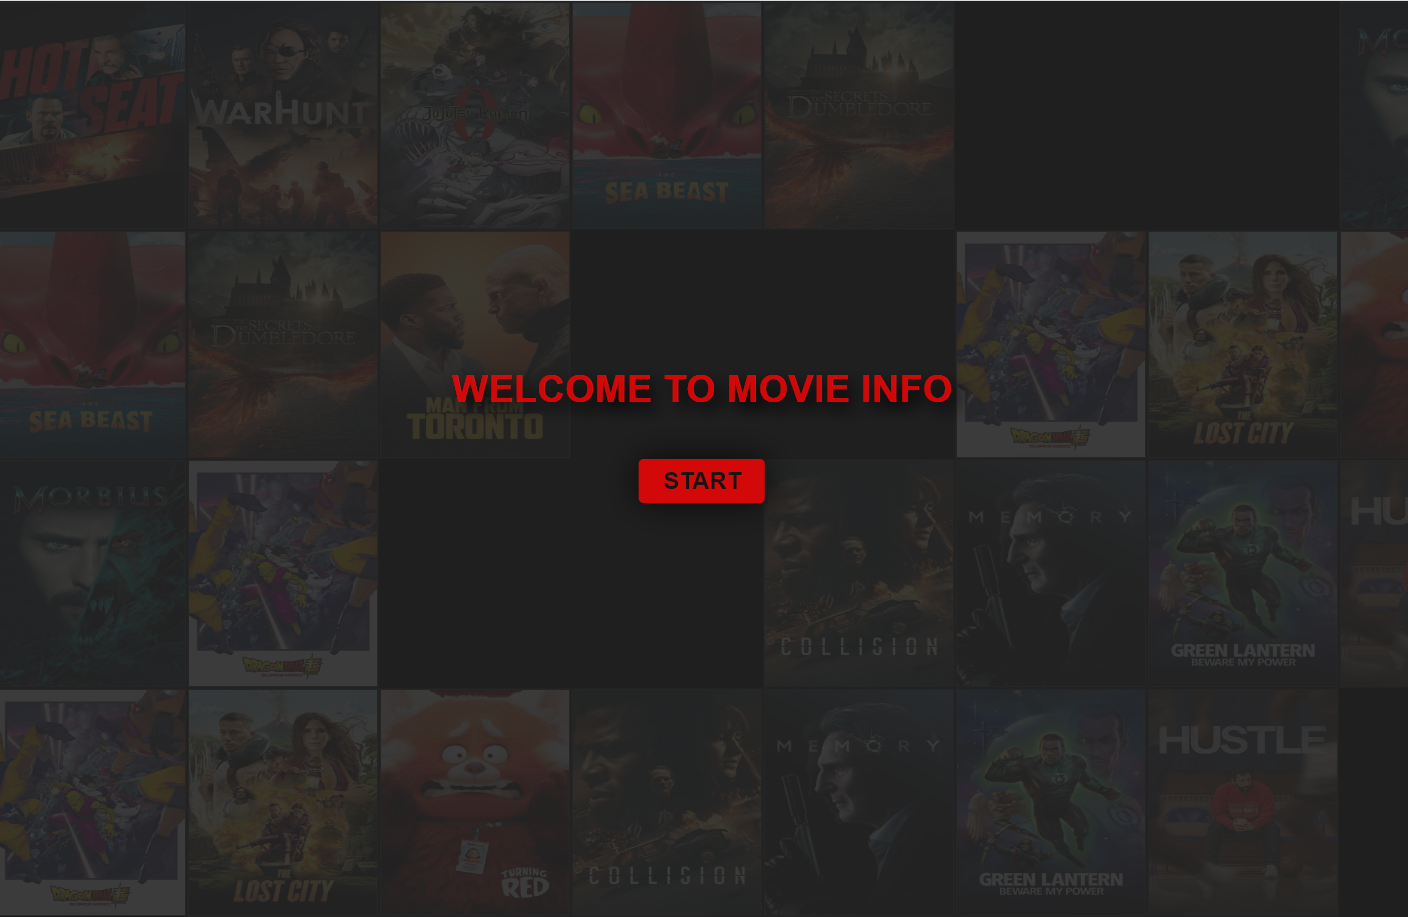 HOT
SEAT
WARHUNT
THE
SEA BEAST
SECRETS OF
DUMBLEDORE
MO
THE
SEA BEAST
SECRETS OF
DUMBLEDORE
MAN FROM
TORONTO
THE
LOST CITY
WELCOME TO MOVIE INFO
START
MORBIUS
COLLISION
MEMORY
GREEN LANTERN
BEWARE MY POWER
HU
THE
LOST CITY
TURNING
RED
COLLISION
MEMORY
GREEN LANTERN
BEWARE MY POWER
HUSTLE